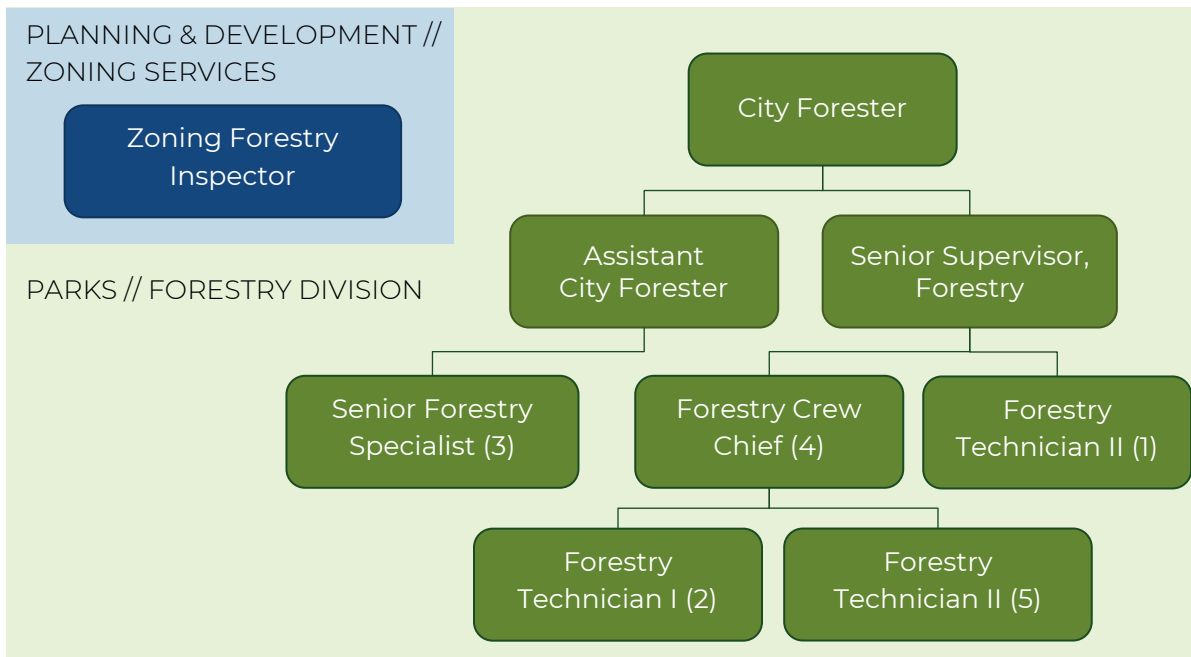 PLANNING & DEVELOPMENT //
ZONING SERVICES
Zoning Forestry
Inspector
City Forester
Assistant
City Forester
Senior Supervisor,
Forestry
PARKS // FORESTRY DIVISION
Senior Forestry
Specialist (3)
Forestry Crew
Chief (4)
Forestry
Technician II (1)
Forestry
Technician I (2)
Forestry
Technician II (5)